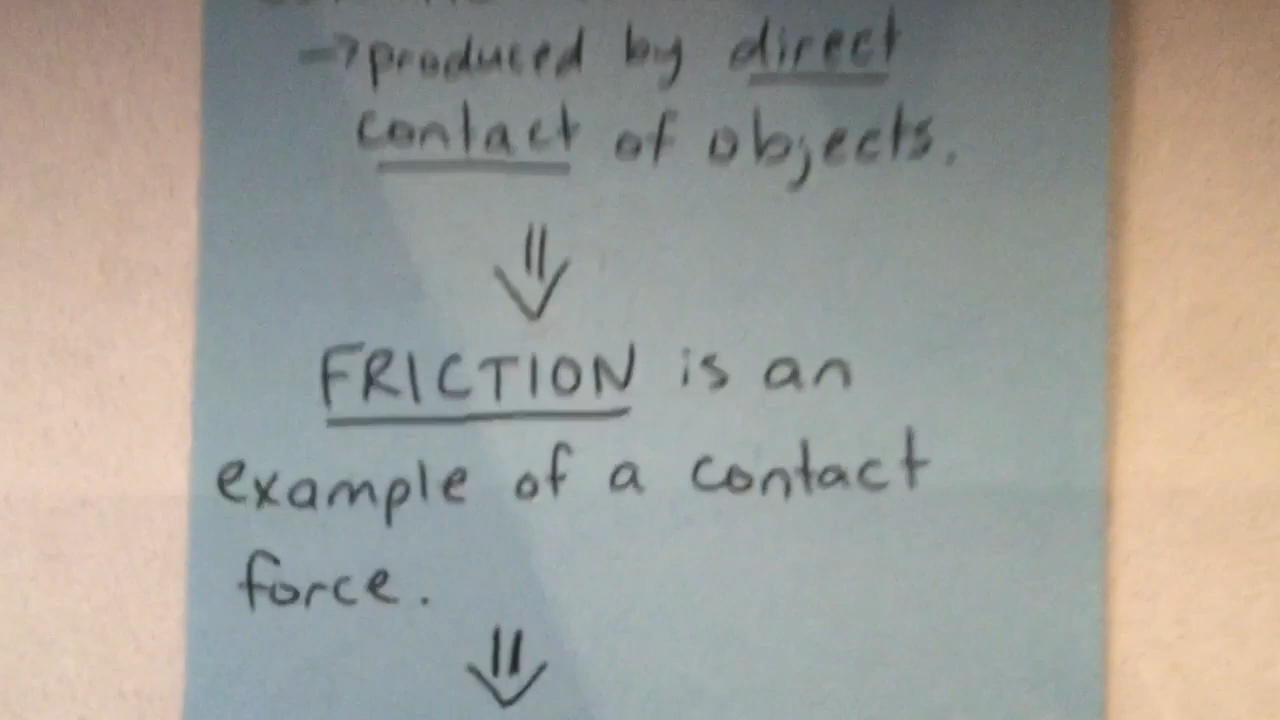 →produced by direct
contact of objects.
⇓
FRICTION is an
example of a contact
force.
⇓